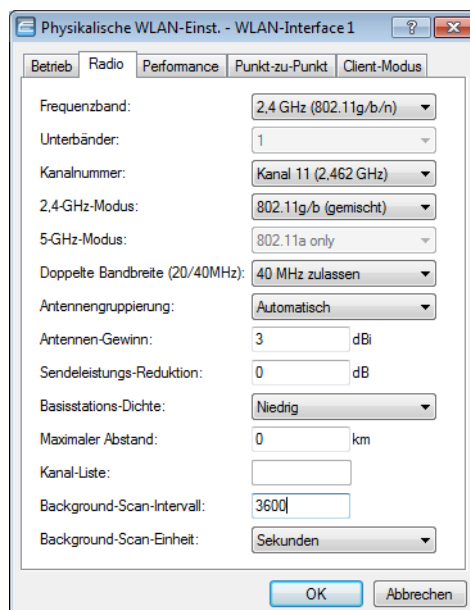 Physikalische WLAN-Einst. - WLAN-Interface 1
Betrieb Radio Performance Punkt-zu-Punkt Client-Modus
Frequenzband: 2,4 GHz (802.11g/b/n)
Unterbänder: 1
Kanalnummer: Kanal 11 (2,462 GHz)
2,4-GHz-Modus: 802.11g/b (gemischt)
5-GHz-Modus: 802.11a only
Doppelte Bandbreite (20/40MHz): 40 MHz zulassen
Antennengruppierung: Automatisch
Antennen-Gewinn: 3 dBi
Sendeleistungs-Reduktion: 0 dB
Basisstations-Dichte: Niedrig
Maximaler Abstand: 0 km
Kanal-Liste:
Background-Scan-Intervall: 3600
Background-Scan-Einheit: Sekunden
OK Abbrechen